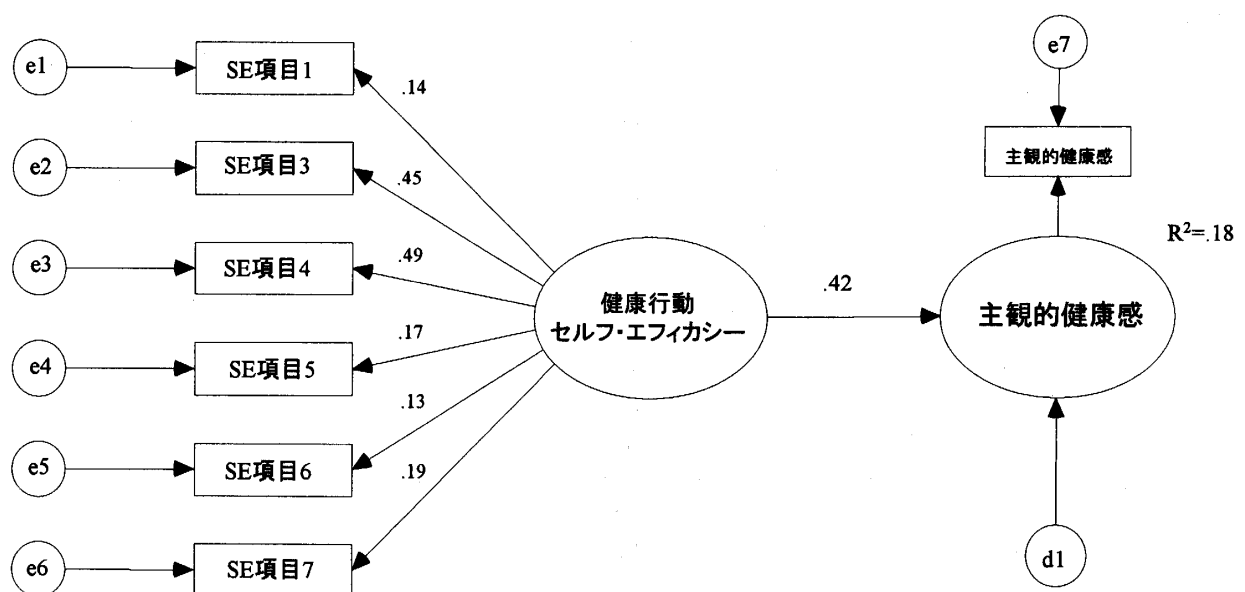 e1
SE項目1
.14
e2
SE項目3
.45
e3
SE項目4
.49
e4
SE項目5
.17
e5
SE項目6
.13
e6
SE項目7
.19
健康行動
セルフ・エフィカシー
.42
e7
主観的健康感
R²=.18
主観的健康感
d1